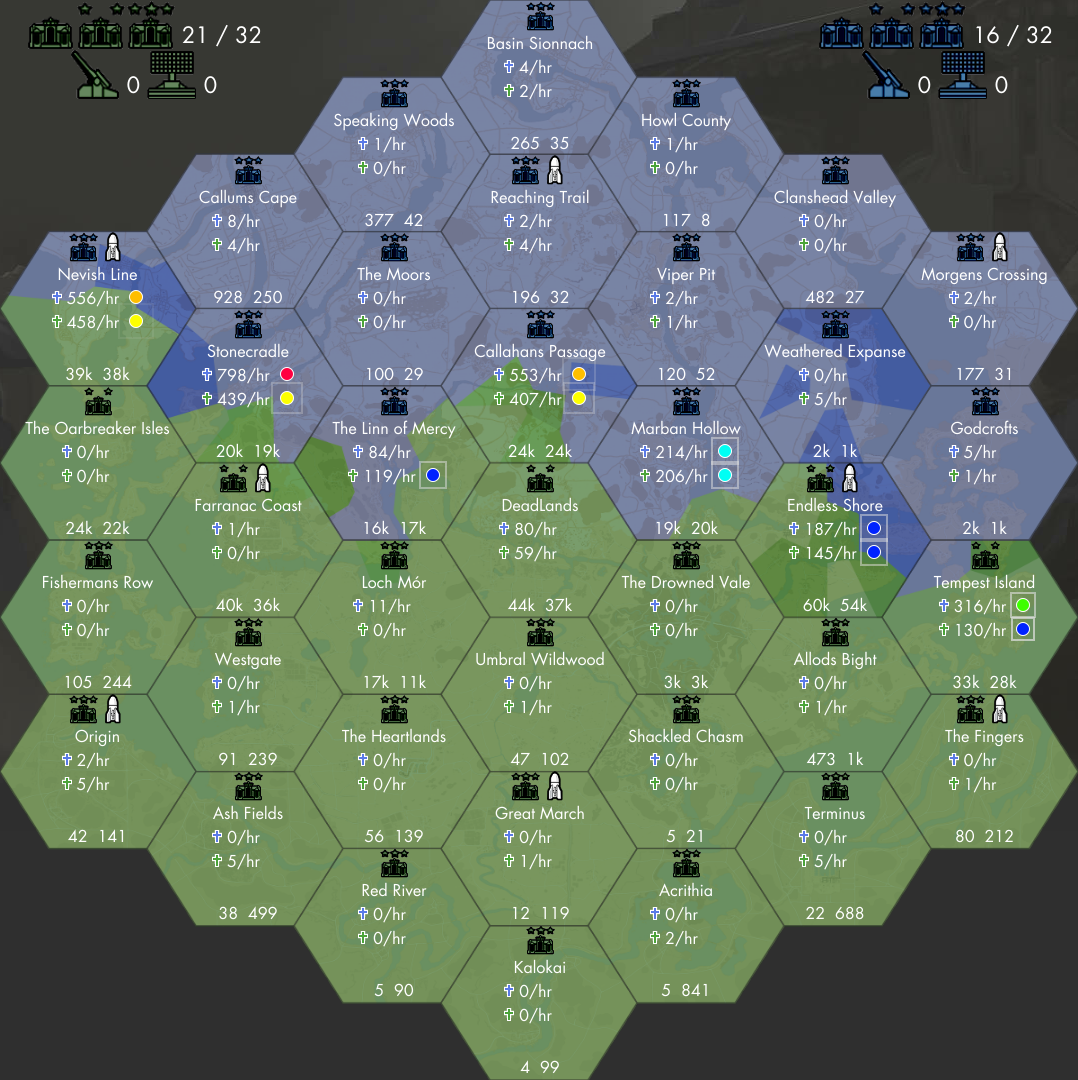 21 / 32
0 0
16 / 32
0 0
Basin Sionnach
4/hr
2/hr
265 35
Speaking Woods
1/hr
0/hr
377 42
Howl County
1/hr
0/hr
117 8
Callums Cape
8/hr
4/hr
928 250
Reaching Trail
2/hr
4/hr
196 32
Clanshead Valley
0/hr
0/hr
482 27
Nevish Line
556/hr
458/hr
39k 38k
The Moors
0/hr
0/hr
100 29
Viper Pit
2/hr
1/hr
120 52
Morgens Crossing
2/hr
0/hr
177 31
Stonecradle
798/hr
439/hr
20k 19k
Callahans Passage
553/hr
407/hr
24k 24k
Weathered Expanse
0/hr
5/hr
2k 1k
The Oarbreaker Isles
0/hr
0/hr
24k 22k
The Linn of Mercy
84/hr
119/hr
16k 17k
Marban Hollow
214/hr
206/hr
19k 20k
Godcrofts
5/hr
1/hr
2k 1k
Farranac Coast
1/hr
0/hr
40k 36k
DeadLands
80/hr
59/hr
44k 37k
Endless Shore
187/hr
145/hr
60k 54k
Fishermans Row
0/hr
0/hr
105 244
Loch Mór
11/hr
0/hr
17k 11k
The Drowned Vale
0/hr
0/hr
3k 3k
Tempest Island
316/hr
130/hr
33k 28k
Westgate
0/hr
1/hr
91 239
Umbral Wildwood
0/hr
1/hr
47 102
Allods Bight
0/hr
1/hr
473 1k
Origin
2/hr
5/hr
42 141
The Heartlands
0/hr
0/hr
56 139
Shackled Chasm
0/hr
0/hr
5 21
The Fingers
0/hr
1/hr
80 212
Ash Fields
0/hr
5/hr
38 499
Great March
0/hr
1/hr
12 119
Terminus
0/hr
5/hr
22 688
Red River
0/hr
0/hr
5 90
Acrithia
0/hr
2/hr
5 841
Kalokai
0/hr
0/hr
4 99